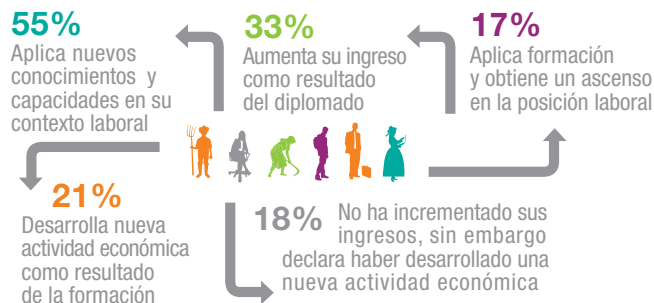 55%
Aplica nuevos
conocimientos y
capacidades en su
contexto laboral
33%
Aumenta su ingreso
como resultado
del diplomado
17%
Aplica formación
y obtiene un ascenso
en la posición laboral
21%
Desarrolla nueva
actividad económica
como resultado
de la formación
18% No ha incrementado sus
ingresos, sin embargo
declara haber desarrollado una
nueva actividad económica